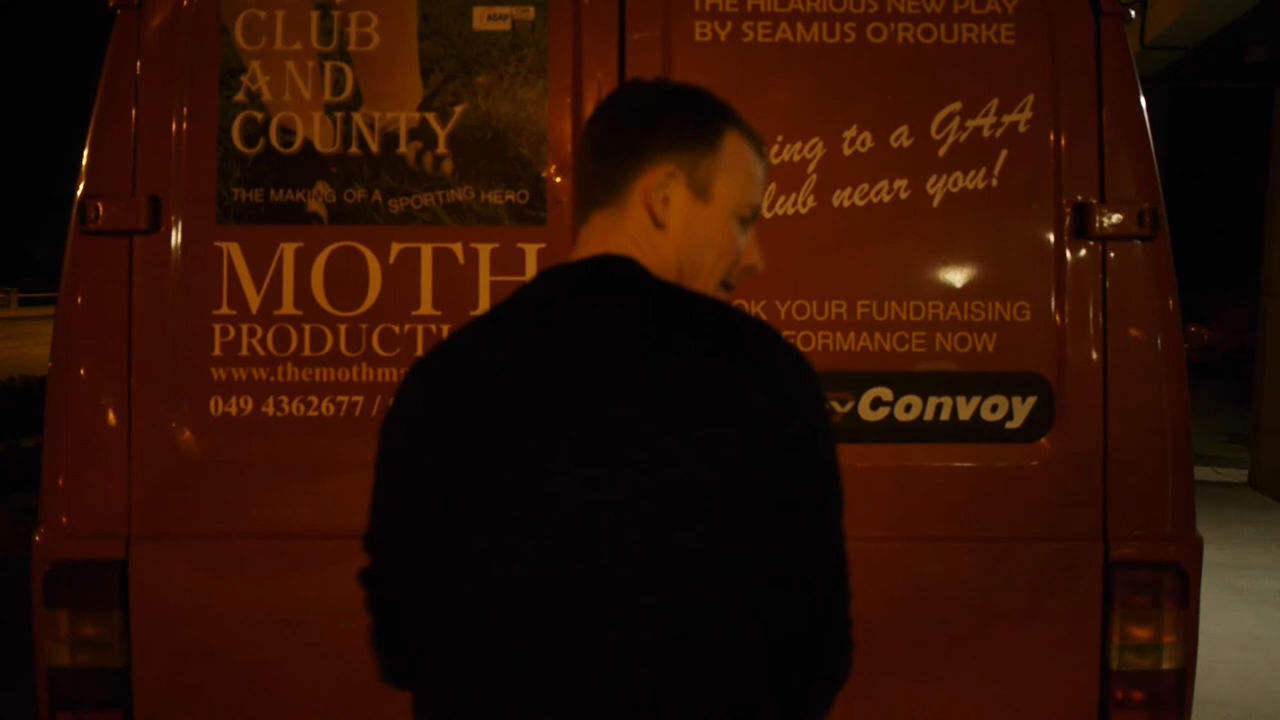 CLUB
AND
COUNTY
THE MAKING OF A SPORTING HERO
MOTH
PRODUCTI
www.themothma
049 4362677 /
THE HILARIOUS NEW PLAY
BY SEAMUS O'ROURKE
ing to a GAA
lub near you!
OK YOUR FUNDRAISING
FORMANCE NOW
Convoy